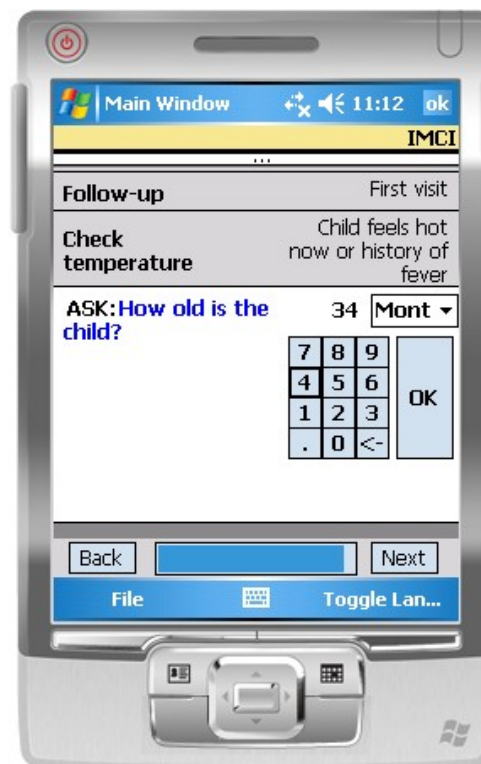 Main Window 11:12 ok
IMCI
...
Follow-up First visit
Check temperature
Child feels hot now or history of fever
ASK:How old is the child?
34 Mont
7 8 9
4 5 6
1 2 3
. 0 <-
OK
Back Next
File Toggle Lan...